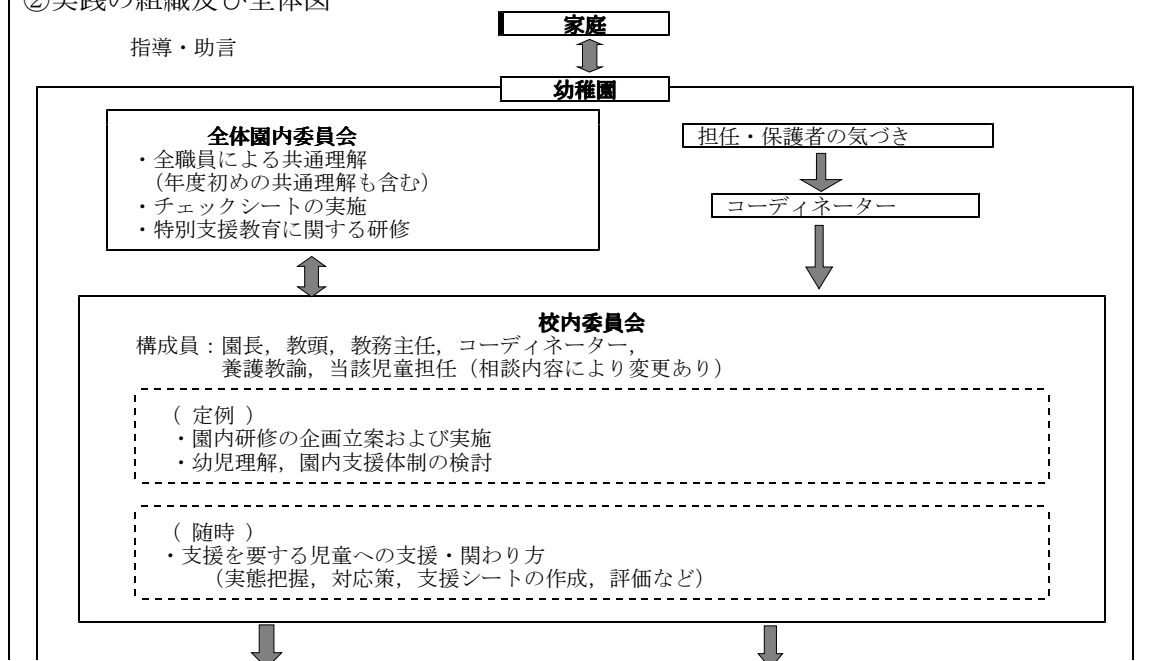 ②実践の組織及び全体図
家庭
指導・助言
幼稚園
全体園内委員会
・全職員による共通理解
（年度初めの共通理解も含む）
・チェックシートの実施
・特別支援教育に関する研修
担任・保護者の気づき
コーディネーター
校内委員会
構成員：園長，教頭，教務主任，コーディネーター，
養護教諭，当該児童担任（相談内容により変更あり）
（ 定例 ）
・園内研修の企画立案および実施
・幼児理解，園内支援体制の検討
（ 随時 ）
・支援を要する児童への支援・関わり方
（実態把握，対応策，支援シートの作成，評価など）